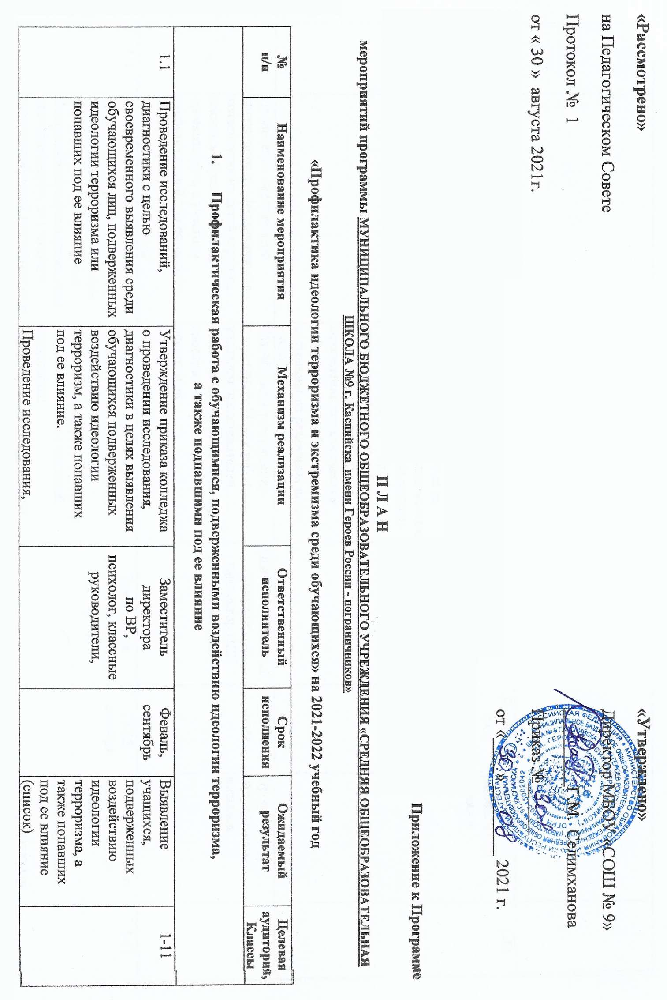 «Рассмотрено»
на Педагогическом Совете
Протокол № 1
от « 30 » августа 2021г.
«Утверждено»
Директор МБОУ «СОШ № 9»
Г.М. Селимханова
Приказ №
от « 30 » 08 2021 г.
Приложение к Программе
П Л А Н
мероприятий программы МУНИЦИПАЛЬНОГО БЮДЖЕТНОГО ОБЩЕОБРАЗОВАТЕЛЬНОГО УЧРЕЖДЕНИЯ «СРЕДНЯЯ ОБЩЕОБРАЗОВАТЕЛЬНАЯ
ШКОЛА №9 г. Каспийска имени Героев России - пограничников»
«Профилактика идеологии терроризма и экстремизма среди обучающихся» на 2021-2022 учебный год
№
п/п
Наименование мероприятия
Механизм реализации
Ответственный
исполнитель
Срок
исполнения
Ожидаемый
результат
Целевая
аудитория,
Классы
1. Профилактическая работа с обучающимися, подверженными воздействию идеологии терроризма,
а также подпавшими под ее влияние
1.1
Проведение исследований,
диагностики с целью
своевременного выявления среди
обучающихся лиц, подверженных
идеологии терроризма или
попавших под ее влияние
Утверждение приказа колледжа
о проведении исследования,
диагностики в целях выявления
обучающихся подверженных
воздействию идеологии
терроризм, а также попавших
под ее влияние.
Проведение исследования,
Заместитель
директора
по ВР,
психолог, классные
руководители,
Феваль,
сентябрь
Выявление
учащихся,
подверженных
воздействию
идеологии
терроризма, а
также попавших
под ее влияние
(список)
1-11